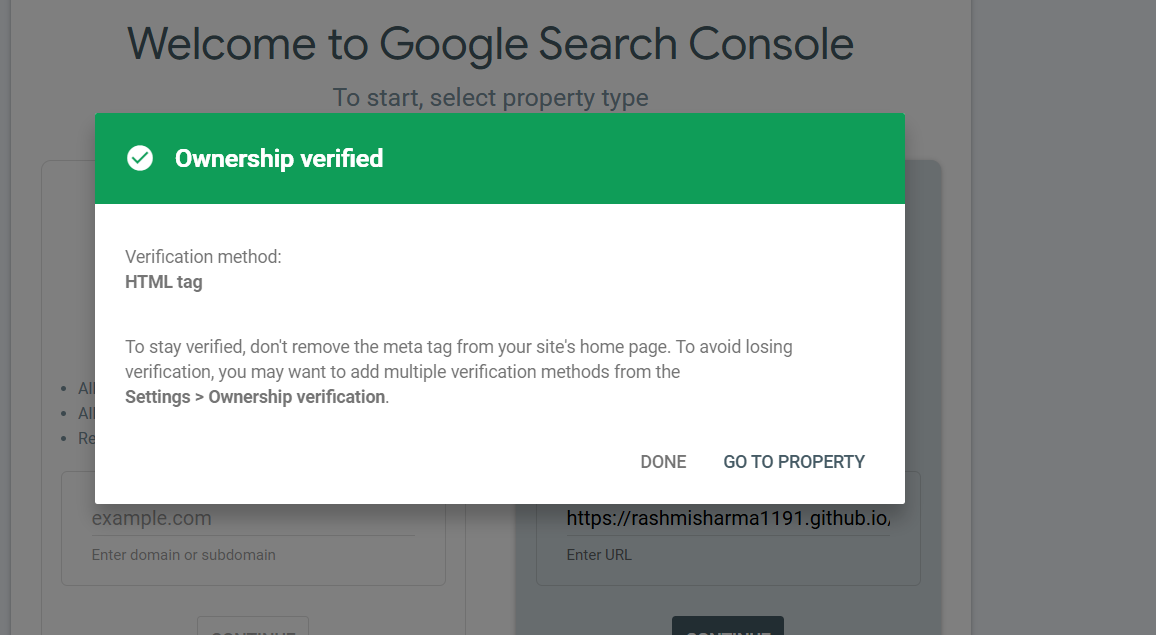 Welcome to Google Search Console
To start, select property type
Ownership verified
Verification method:
HTML tag
To stay verified, don't remove the meta tag from your site's home page. To avoid losing
verification, you may want to add multiple verification methods from the
Settings > Ownership verification.
All
All
Re
DONE GO TO PROPERTY
example.com
Enter domain or subdomain
https://rashmisharma1191.github.io/
Enter URL
CONTINUE
CONTINUE